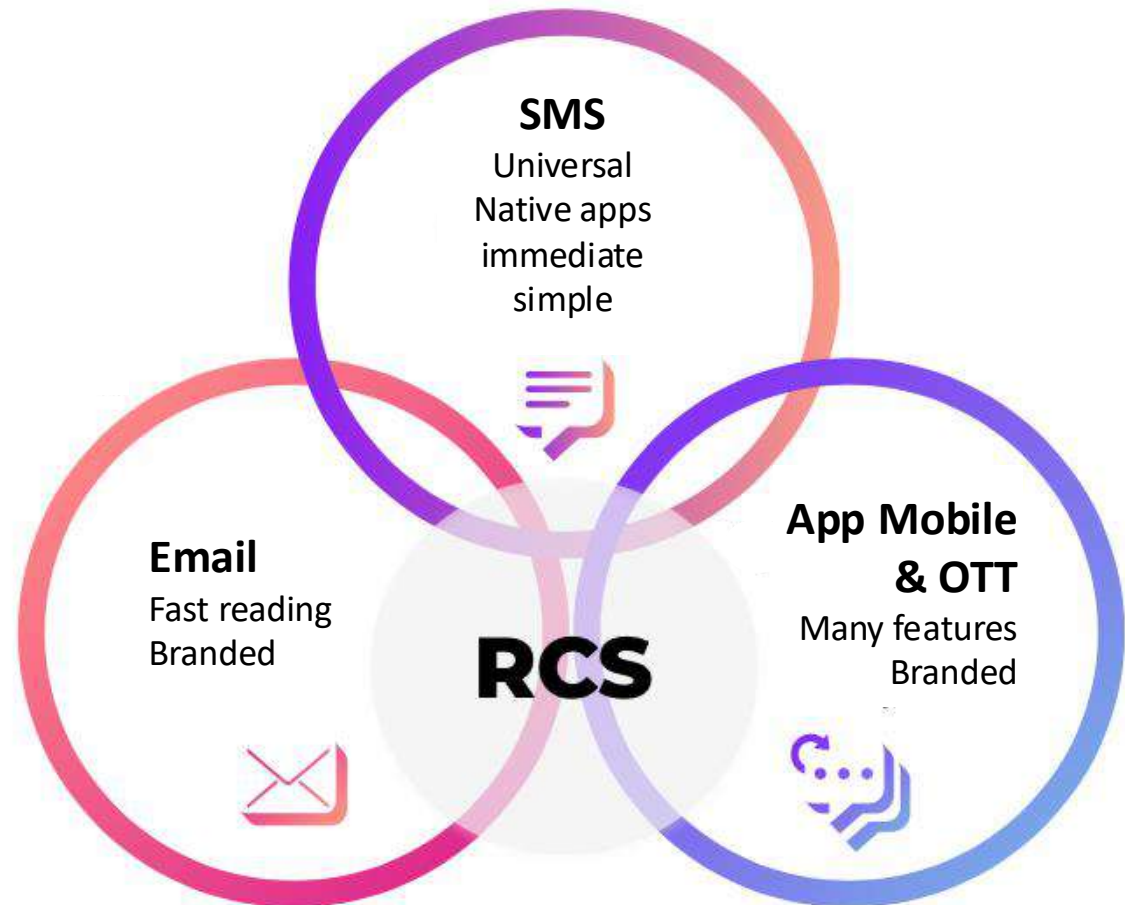 SMS
Universal
Native apps
immediate
simple
Email
Fast reading
Branded
App Mobile
& OTT
Many features
Branded
RCS